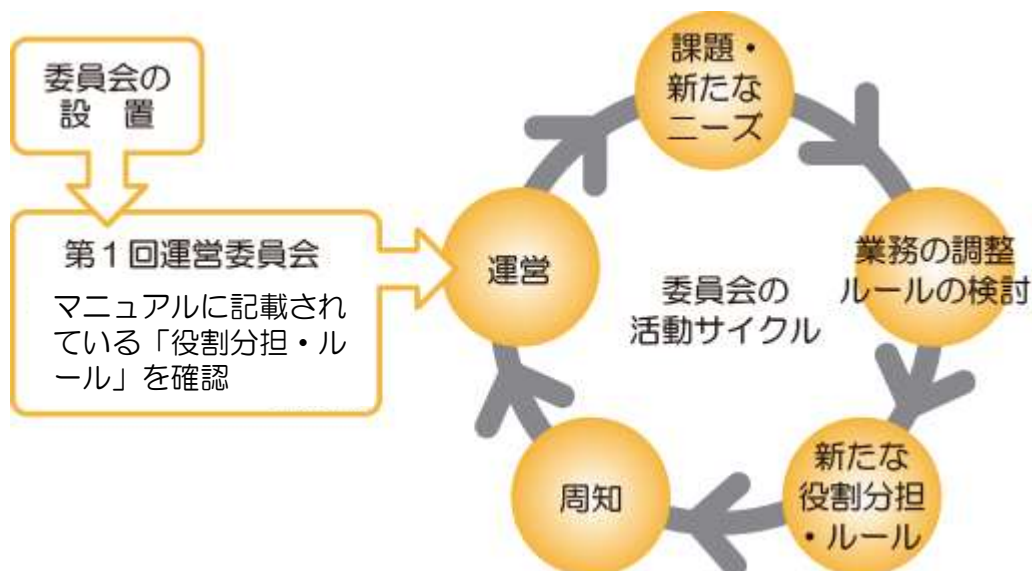 委員会の
設　置
第１回運営委員会
マニュアルに記載され
ている「役割分担・ル
ール」を確認
運営
課題・
新たな
ニーズ
業務の調整
ルールの検討
新たな
役割分担
・ルール
周知
委員会の
活動サイクル